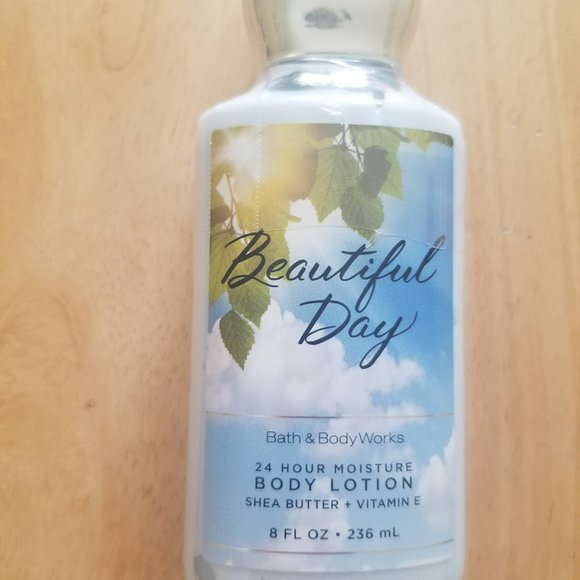 Beautiful
Day
Bath & Body Works
24 HOUR MOISTURE
BODY LOTION
SHEA BUTTER + VITAMIN E
8 FL OZ • 236 mL